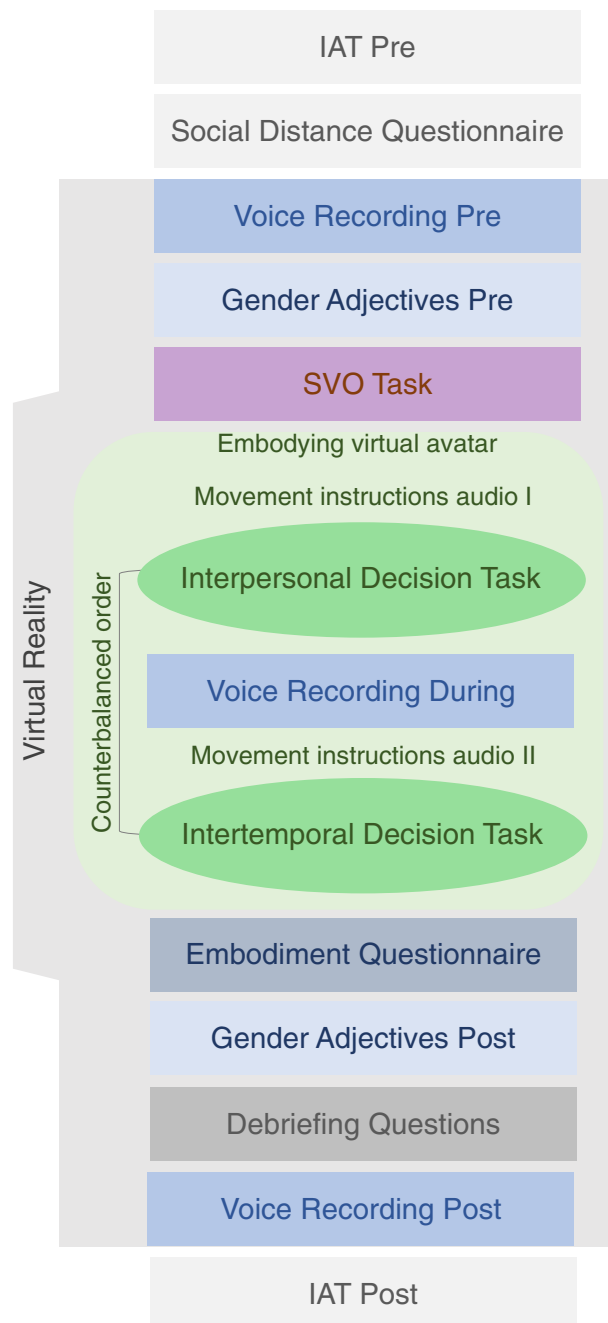 IAT Pre
Social Distance Questionnaire
Voice Recording Pre
Gender Adjectives Pre
SVO Task
Virtual Reality
Embodying virtual avatar
Movement instructions audio I
Counterbalanced order
Interpersonal Decision Task
Voice Recording During
Movement instructions audio II
Intertemporal Decision Task
Embodiment Questionnaire
Gender Adjectives Post
Debriefing Questions
Voice Recording Post
IAT Post